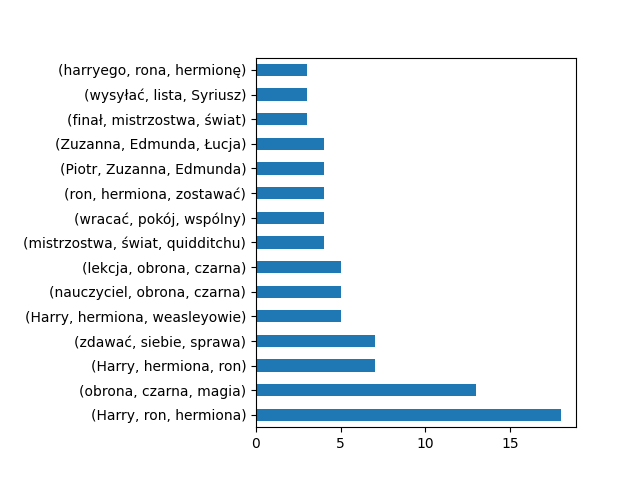 (harryego, rona, hermionę)
(wysyłać, lista, Syriusz)
(finał, mistrzostwa, świat)
(Zuzanna, Edmunda, Łucja)
(Piotr, Zuzanna, Edmunda)
(ron, hermiona, zostawać)
(wracać, pokój, wspólny)
(mistrzostwa, świat, quidditchu)
(lekcja, obrona, czarna)
(nauczyciel, obrona, czarna)
(Harry, hermiona, weasleyowie)
(zdawać, siebie, sprawa)
(Harry, hermiona, ron)
(obrona, czarna, magia)
(Harry, ron, hermiona)
0 5 10 15